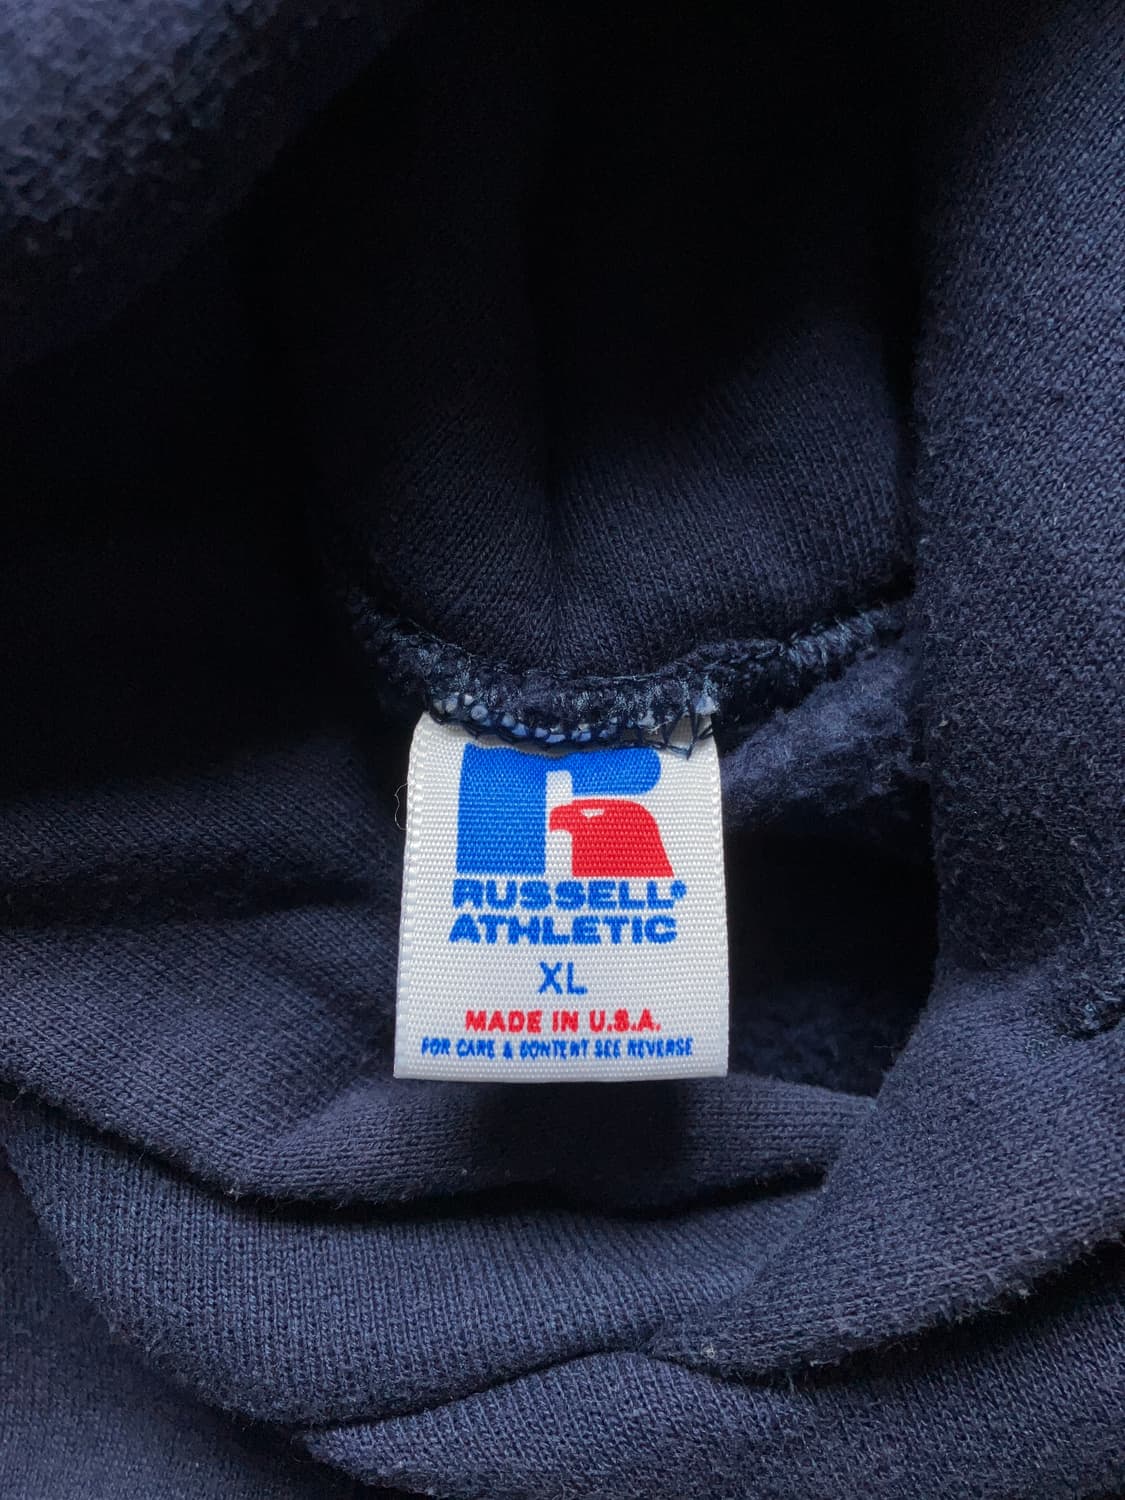 RUSSELL®
ATHLETIC
XL
MADE IN U.S.A.
FOR CARE & CONTENT SEE REVERSE